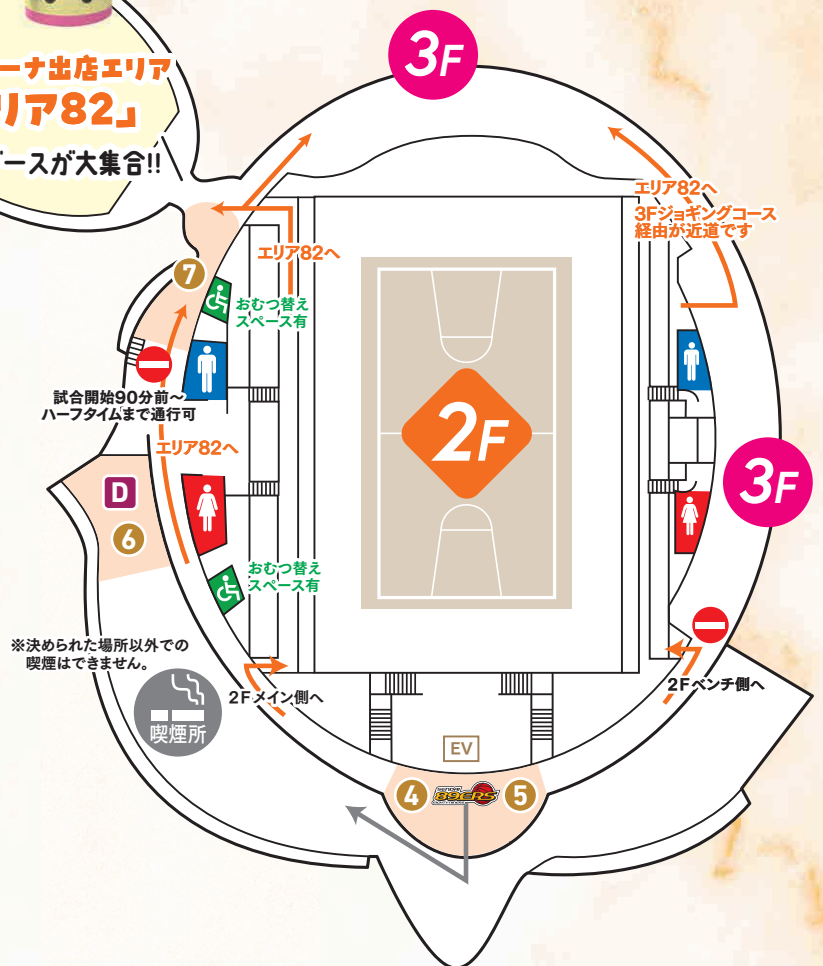 3F
ーナ出店エリア
リア82」
ースが大集合!!
エリア82へ
3Fジョギングコース
経由が近道です
エリア82へ
7
おむつ替え
スペース有
試合開始90分前～
ハーフタイムまで通行可
エリア82へ
2F
3F
D
6
おむつ替え
スペース有
※決められた場所以外での
喫煙はできません。
喫煙所
2Fメイン側へ
2Fベンチ側へ
EV
4
89ERS
5